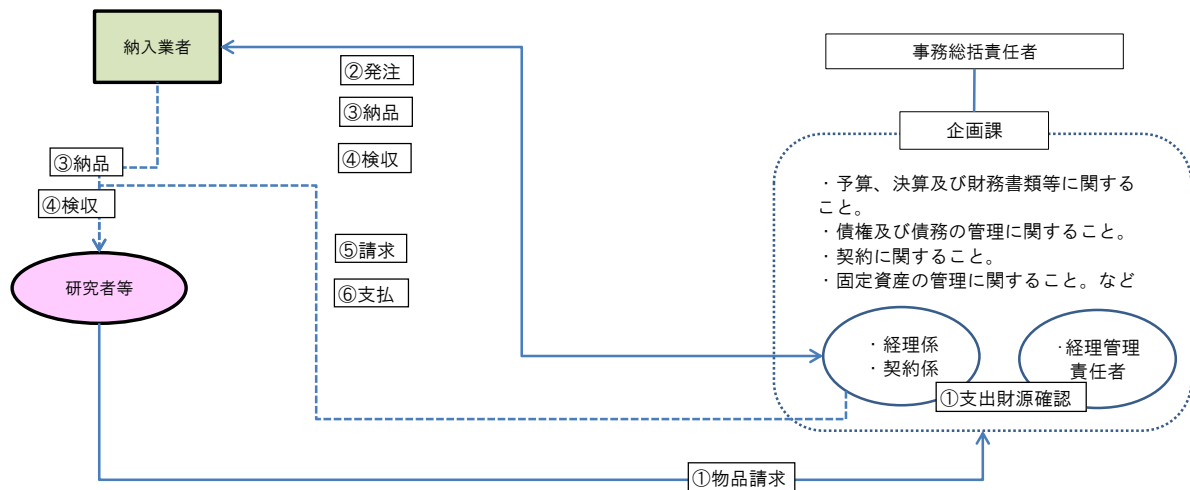 納入業者
②発注
③納品
④検収
③納品
④検収
研究者等
⑤請求
⑥支払
事務総括責任者
企画課
・予算、決算及び財務書類等に関する
こと。
・債権及び債務の管理に関すること。
・契約に関すること。
・固定資産の管理に関すること。など
・経理係
・契約係
・経理管理
責任者
①支出財源確認
①物品請求